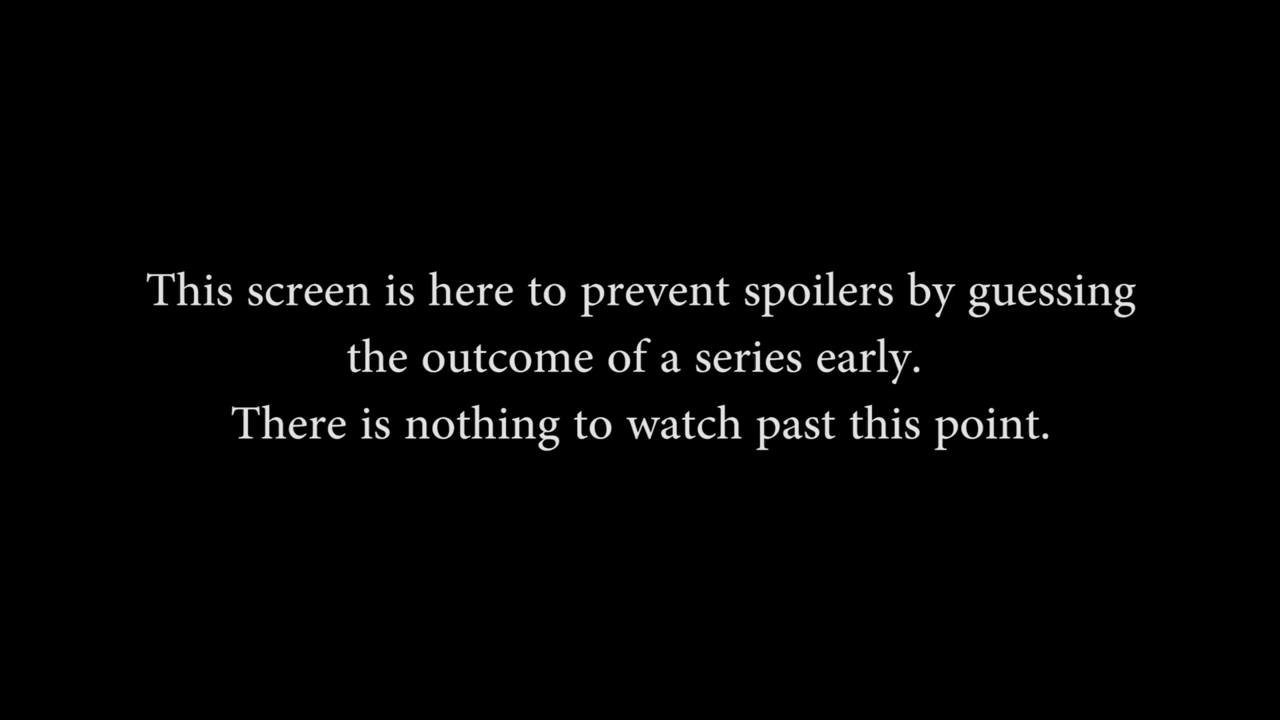 This screen is here to prevent spoilers by guessing
the outcome of a series early.
There is nothing to watch past this point.